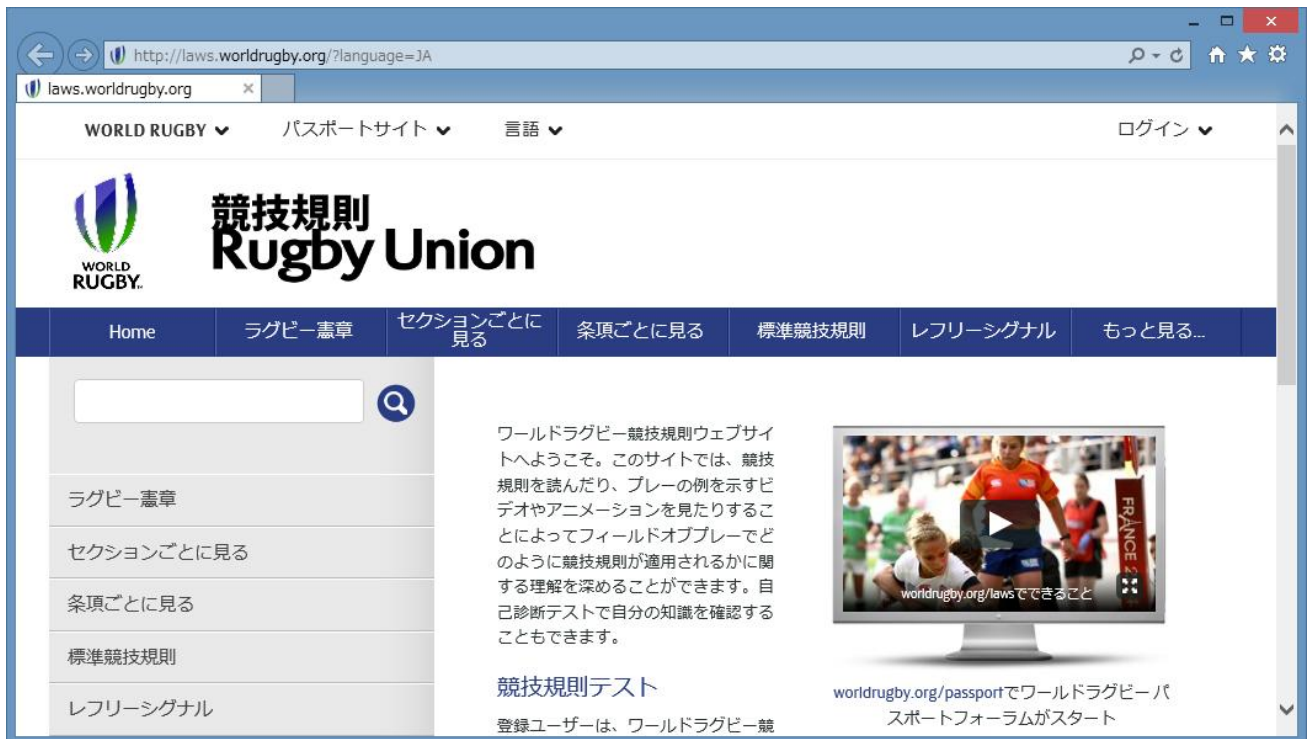 http://laws.worldrugby.org/?language=JA
laws.worldrugby.org
WORLD RUGBY パスポートサイト 言語 ログイン
WORLD
RUGBY.
競技規則
Rugby Union
Home ラグビー憲章 セクションごとに見る 条項ごとに見る 標準競技規則 レフリーシグナル もっと見る...
ラグビー憲章
セクションごとに見る
条項ごとに見る
標準競技規則
レフリーシグナル
ワールドラグビー競技規則ウェブサイ
トへようこそ。このサイトでは、競技
規則を読んだり、プレーの例を示すビ
デオやアニメーションを見たりするこ
とによってフィールドオブプレーでど
のように競技規則が適用されるかに関
する理解を深めることができます。自
己診断テストで自分の知識を確認する
こともできます。
競技規則テスト
登録ユーザーは、ワールドラグビー競
FRANCE 2
worldrugby.org/lawsでできること
worldrugby.org/passportでワールドラグビー パ
スポートフォーラムがスタート